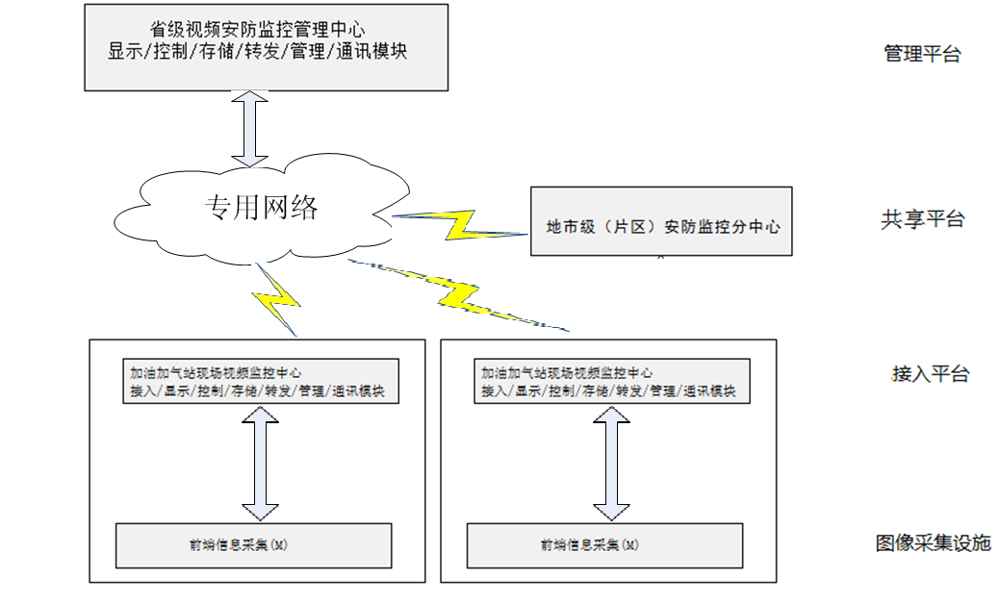 省级视频安防监控管理中心
显示/控制/存储/转发/管理/通讯模块
管理平台
专用网络
地市级（片区）安防监控分中心
共享平台
加油加气站现场视频监控中心
接入/显示/控制/存储/转发/管理/通讯模块
加油加气站现场视频监控中心
接入/显示/控制/存储/转发/管理/通讯模块
接入平台
前端信息采集(M)
前端信息采集(M)
图像采集设施